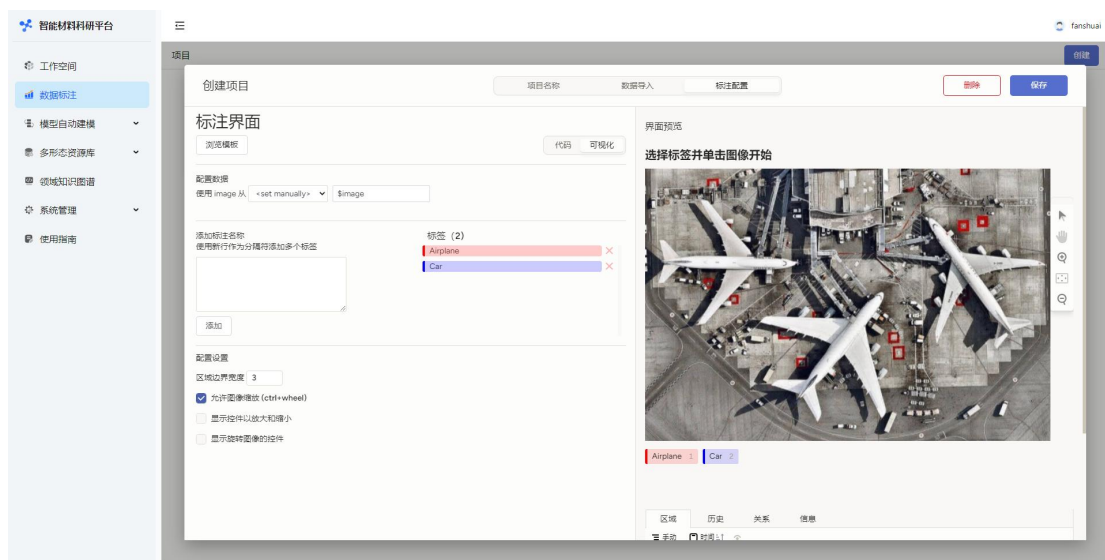 智能材料科研平台
fanshuai
工作空间
数据标注
模型自动建模
多形态资源库
领域知识图谱
系统管理
使用指南
项目
创建
创建项目
项目名称
数据导入
标注配置
删除
保存
标注界面
浏览模板
代码
可视化
配置数据
使用 image 从 <set manually> $image
添加标注名称
使用新行作为分隔符添加多个标签
添加
标签 (2)
Airplane
Car
配置设置
区域边界宽度 3
允许图像缩放 (ctrl+wheel)
显示控件以放大和缩小
显示旋转图像的控件
界面预览
选择标签并单击图像开始
Airplane 1 Car 2
区域 历史 关系 信息
手动 时间